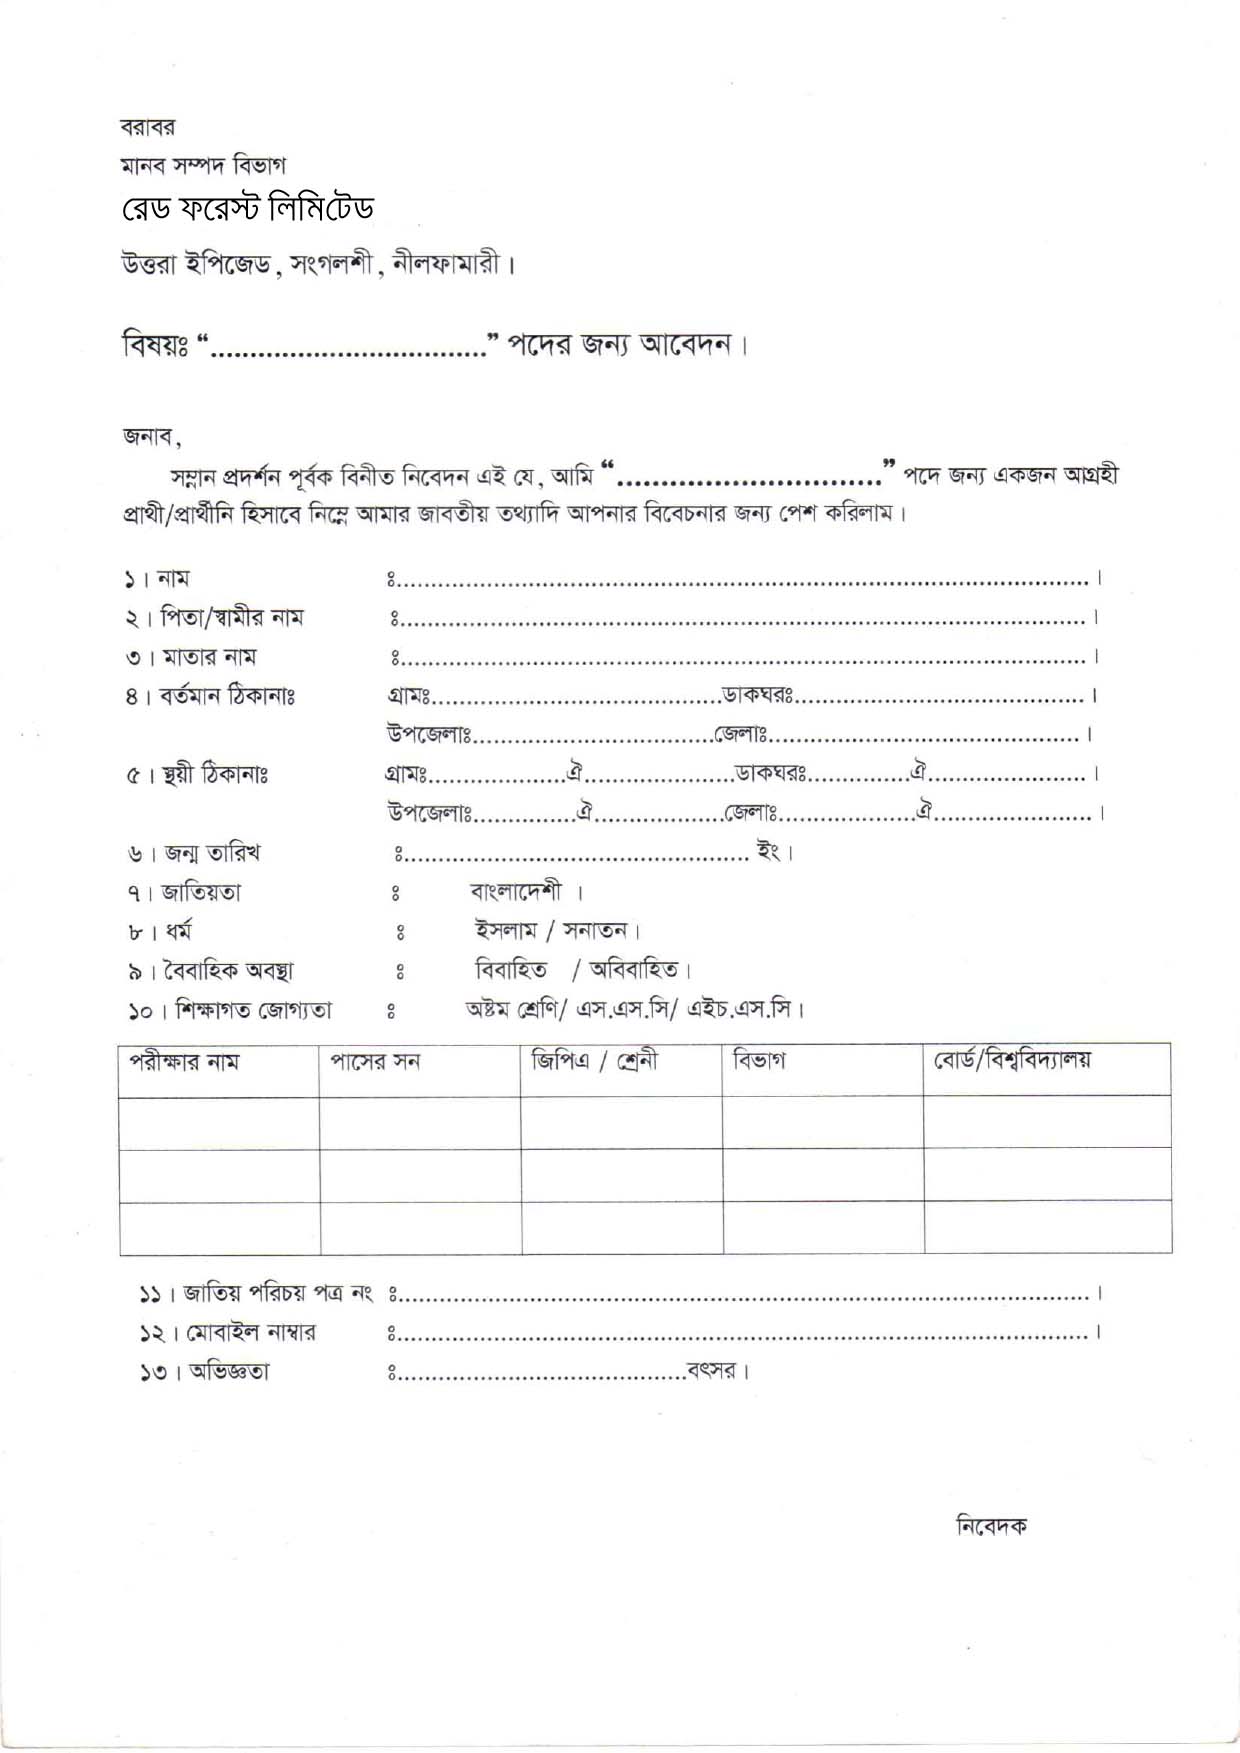 বরাবর
মানব সম্পদ বিভাগ
রেড ফরেস্ট লিমিটেড
উত্তরা ইপিজেড, সংগলশী, নীলফামারী।
বিষয়ঃ “..................................” পদের জন্য আবেদন।
জনাব,
সম্নান প্রদর্শন পূর্বক বিনীত নিবেদন এই যে, আমি “..............................” পদে জন্য একজন আগ্রহী
প্রাথী/প্রার্থীনি হিসাবে নিম্নে আমার জাবতীয় তথ্যাদি আপনার বিবেচনার জন্য পেশ করিলাম।
১। নাম ঃ........................................................................................।
২। পিতা/স্বামীর নাম ঃ........................................................................................।
৩। মাতার নাম ঃ........................................................................................।
৪। বর্তমান ঠিকানাঃ গ্রামঃ........................................ডাকঘরঃ........................................।
উপজেলাঃ..................................জেলাঃ...........................................।
৫। স্থয়ী ঠিকানাঃ গ্রামঃ...................ঐ.....................ডাকঘরঃ..............ঐ......................।
উপজেলাঃ..............ঐ..................জেলাঃ...................ঐ......................।
৬। জন্ম তারিখ ঃ................................................ ইং।
৭। জাতিয়তা ঃ বাংলাদেশী ।
৮। ধর্ম ঃ ইসলাম / সনাতন।
৯। বৈবাহিক অবস্থা ঃ বিবাহিত / অবিবাহিত।
১০। শিক্ষাগত জোগ্যতা ঃ অষ্টম শ্রেণি/ এস.এস.সি/ এইচ.এস.সি।
পরীক্ষার নাম পাসের সন জিপিএ / শ্রেনী বিভাগ বোর্ড/বিশ্ববিদ্যালয়
১১। জাতিয় পরিচয় পত্র নং ঃ........................................................................................।
১২। মোবাইল নাম্বার ঃ........................................................................................।
১৩। অভিজ্ঞতা ঃ........................................বৎসর।
নিবেদক